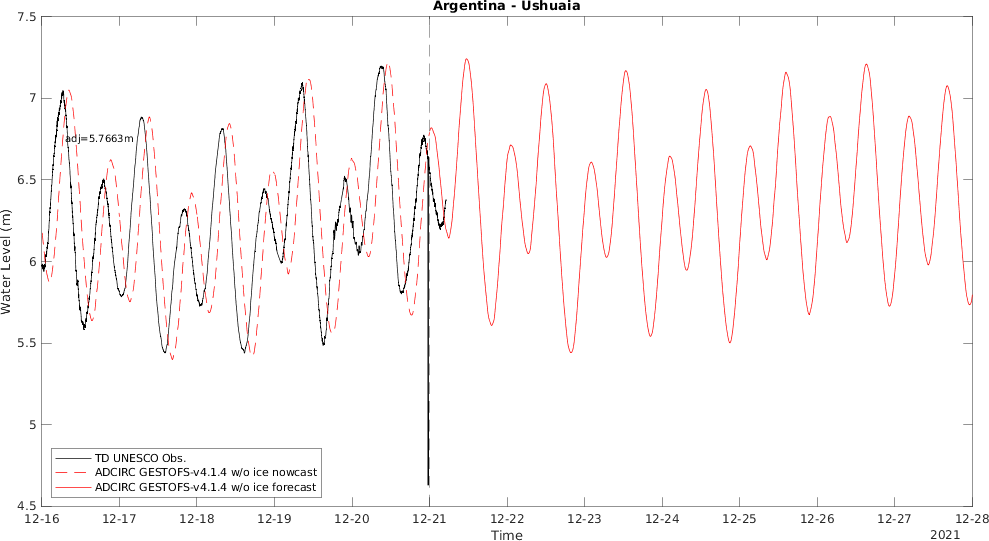 Argentina - Ushuaia
7.5
7
6.5
6
5.5
5
4.5
Water Level (m)
adj=5.7663m
TD UNESCO Obs.
ADCIRC GESTOFS-v4.1.4 w/o ice nowcast
ADCIRC GESTOFS-v4.1.4 w/o ice forecast
12-16 12-17 12-18 12-19 12-20 12-21 12-22 12-23 12-24 12-25 12-26 12-27 12-28
Time
2021